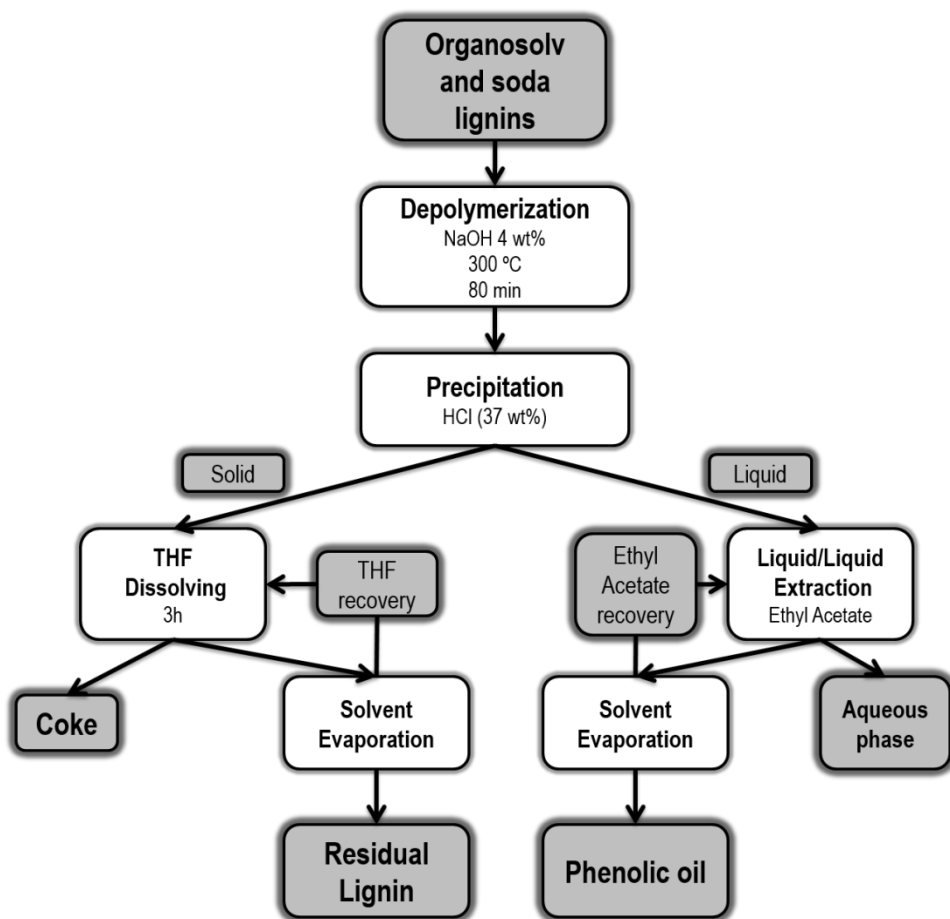 Organosolv
and soda
lignins
Depolymerization
NaOH 4 wt%
300 ºC
80 min
Precipitation
HCl (37 wt%)
Solid
Liquid
THF
Dissolving
3h
THF
recovery
Ethyl
Acetate
recovery
Liquid/Liquid
Extraction
Ethyl Acetate
Coke
Solvent
Evaporation
Solvent
Evaporation
Aqueous
phase
Residual
Lignin
Phenolic oil